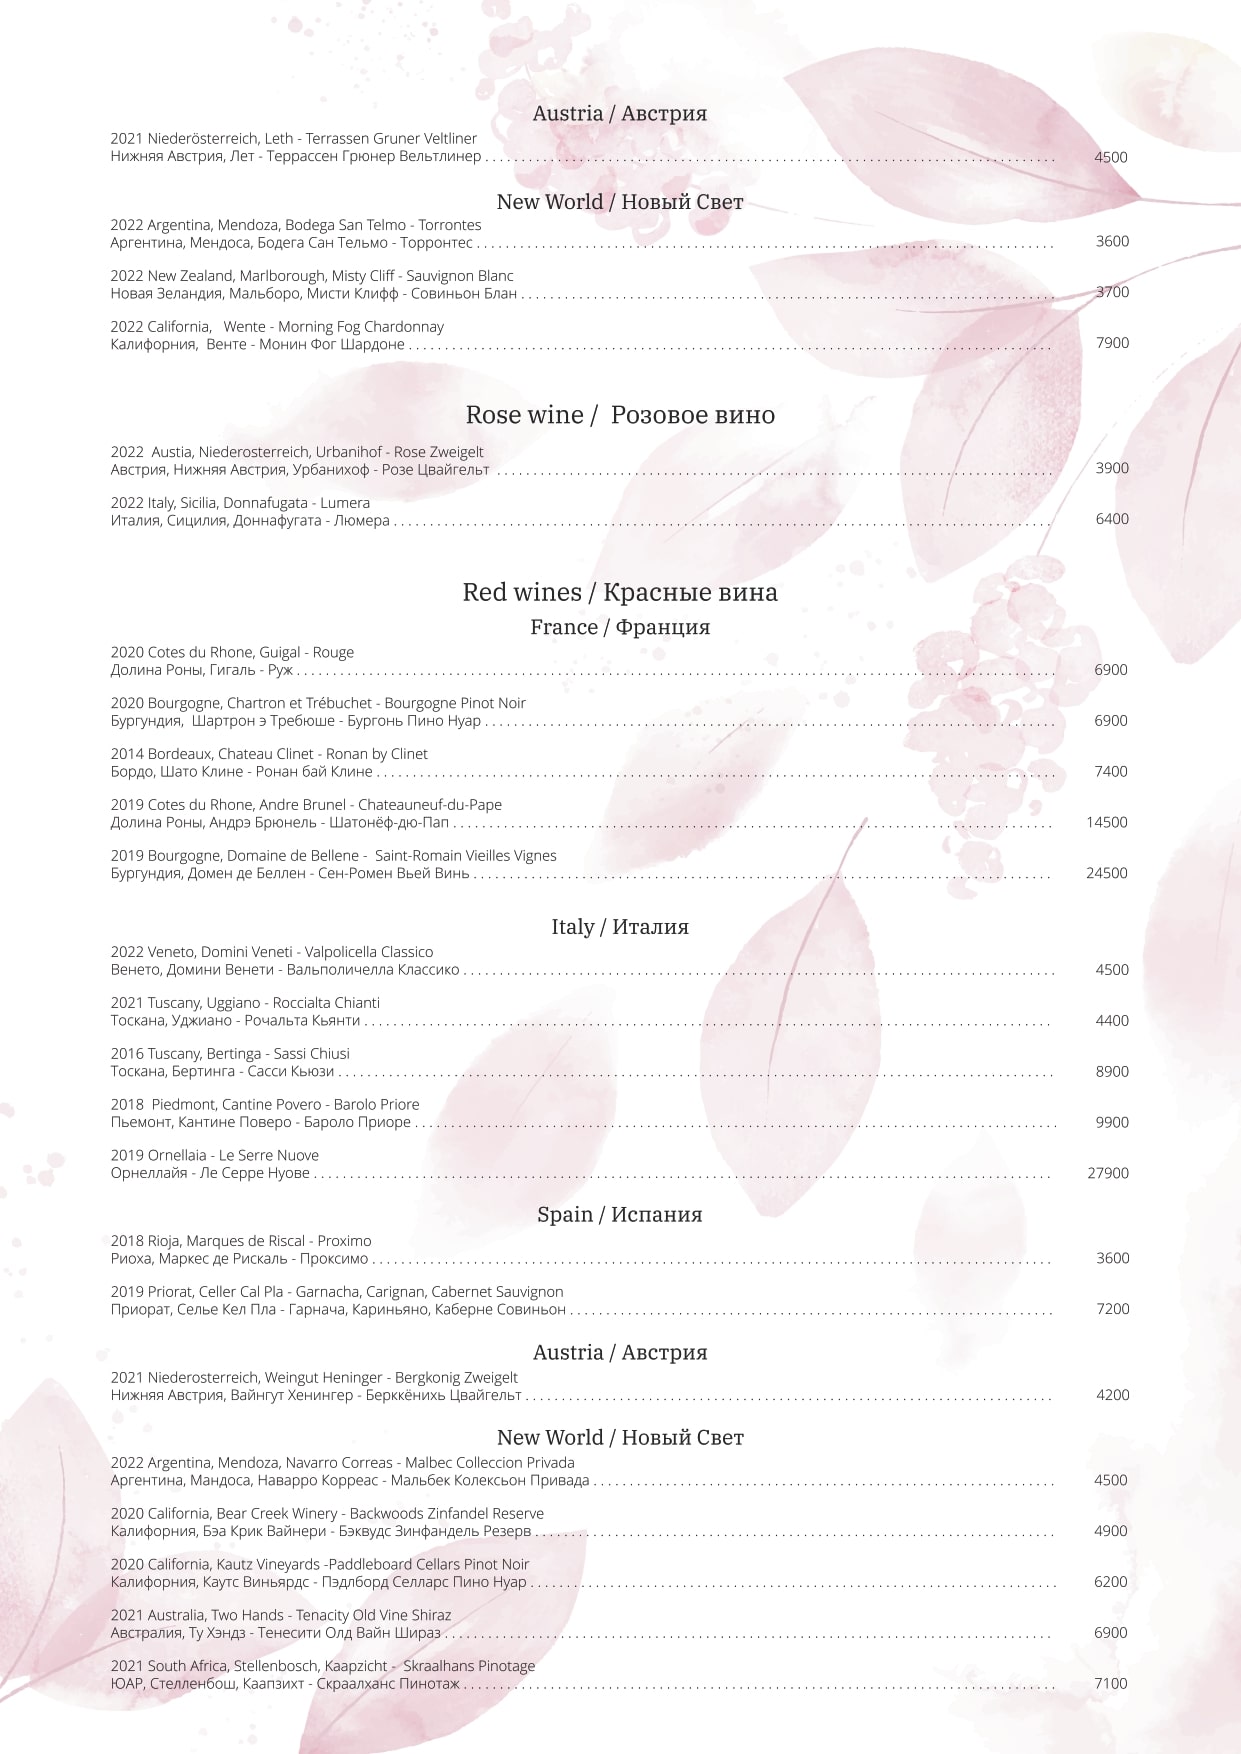 Austria / Австрия
2021 Niederösterreich, Leth - Terrassen Gruner Veltliner
Нижняя Австрия, Лет - Террассен Грюнер Вельтлинер 4500
New World / Новый Свет
2022 Argentina, Mendoza, Bodega San Telmo - Torrontes
Аргентина, Мендоса, Бодега Сан Тельмо - Торронтес 3600
2022 New Zealand, Marlborough, Misty Cliff - Sauvignon Blanc
Новая Зеландия, Мальборо, Мисти Клифф - Совиньон Блан 3700
2022 California, Wente - Morning Fog Chardonnay
Калифорния, Венте - Монин Фог Шардоне 7900
Rose wine / Розовое вино
2022 Austia, Niederosterreich, Urbanihof - Rose Zweigelt
Австрия, Нижняя Австрия, Урбанихоф - Розе Цвайгельт 3900
2022 Italy, Sicilia, Donnafugata - Lumera
Италия, Сицилия, Доннафугата - Люмера 6400
Red wines / Красные вина
France / Франция
2020 Cotes du Rhone, Guigal - Rouge
Долина Роны, Гигаль - Руж 6900
2020 Bourgogne, Chartron et Trébuchet - Bourgogne Pinot Noir
Бургундия, Шартрон э Требюше - Бургонь Пино Нуар 6900
2014 Bordeaux, Chateau Clinet - Ronan by Clinet
Бордо, Шато Клине - Ронан бай Клине 7400
2019 Cotes du Rhone, Andre Brunel - Chateauneuf-du-Pape
Долина Роны, Андрэ Брюнель - Шатонёф-дю-Пап 14500
2019 Bourgogne, Domaine de Bellene - Saint-Romain Vieilles Vignes
Бургундия, Домен де Беллен - Сен-Ромен Вьей Винь 24500
Italy / Италия
2022 Veneto, Domini Veneti - Valpolicella Classico
Венето, Домини Венети - Вальполичелла Классико 4500
2021 Tuscany, Uggiano - Roccialta Chianti
Тоскана, Уджиано - Рочальта Кьянти 4400
2016 Tuscany, Bertinga - Sassi Chiusi
Тоскана, Бертинга - Сасси Кьюзи 8900
2018 Piedmont, Cantine Povero - Barolo Priore
Пьемонт, Кантине Поверо - Бароло Приоре 9900
2019 Ornellaia - Le Serre Nuove
Орнеллайя - Ле Серре Нуове 27900
Spain / Испания
2018 Rioja, Marques de Riscal - Proximo
Риоха, Маркес де Рискаль - Проксимо 3600
2019 Priorat, Celler Cal Pla - Garnacha, Carignan, Cabernet Sauvignon
Приорат, Селье Кел Пла - Гарнача, Кариньяно, Каберне Совиньон 7200
Austria / Австрия
2021 Niederosterreich, Weingut Heninger - Bergkonig Zweigelt
Нижняя Австрия, Вайнгут Хенингер - Берккёнихь Цвайгельт 4200
New World / Новый Свет
2022 Argentina, Mendoza, Navarro Correas - Malbec Colleccion Privada
Аргентина, Мандоса, Наварро Корреас - Мальбек Колексьон Привада 4500
2020 California, Bear Creek Winery - Backwoods Zinfandel Reserve
Калифорния, Бэа Крик Вайнери - Бэквудс Зинфандель Резерв 4900
2020 California, Kautz Vineyards -Paddleboard Cellars Pinot Noir
Калифорния, Каутс Виньярдс - Пэдлборд Селларс Пино Нуар 6200
2021 Australia, Two Hands - Tenacity Old Vine Shiraz
Австралия, Ту Хэндз - Тенесити Олд Вайн Шираз 6900
2021 South Africa, Stellenbosch, Kaapzicht - Skraalhans Pinotage
ЮАР, Стелленбош, Каапзихт - Скраалханс Пинотаж 7100